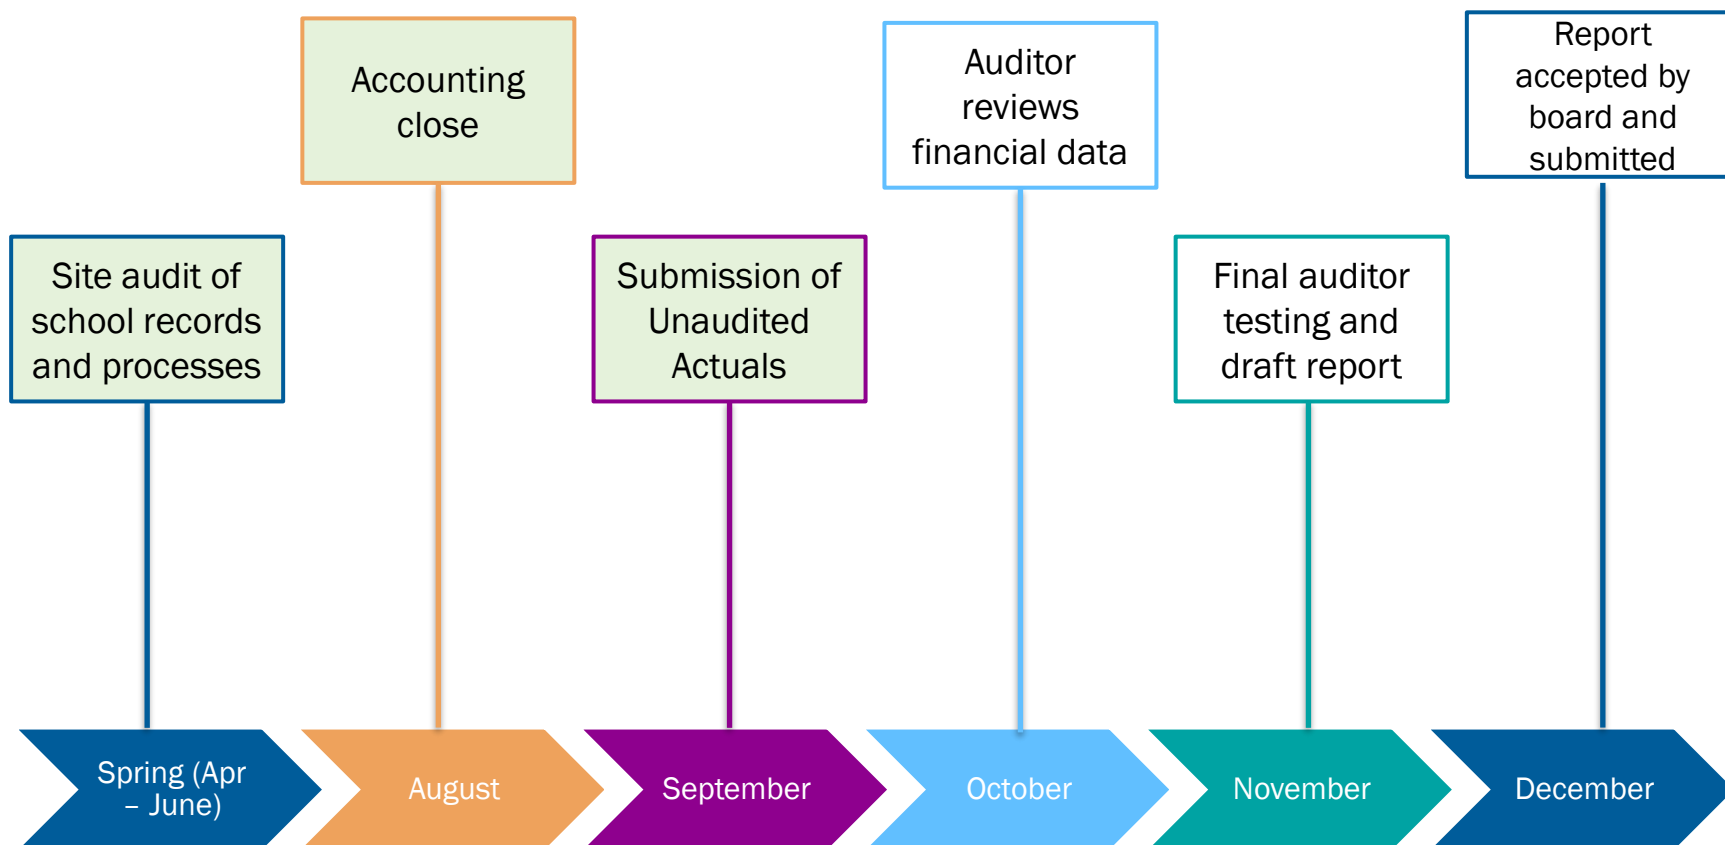 Site audit of
school records
and processes
Accounting
close
Submission of
Unaudited
Actuals
Auditor
reviews
financial data
Final auditor
testing and
draft report
Report
accepted by
board and
submitted
Spring (Apr
– June)
August
September
October
November
December